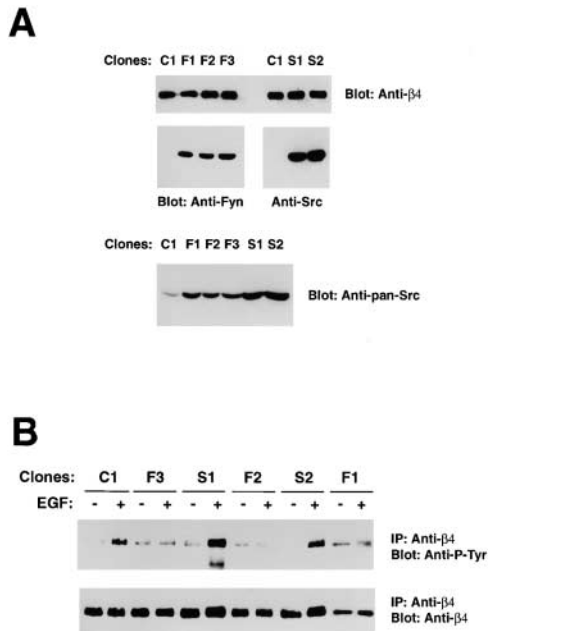 A
Clones: C1 F1 F2 F3 C1 S1 S2
Blot: Anti-β4
Blot: Anti-Fyn Anti-Src
Clones: C1 F1 F2 F3 S1 S2
Blot: Anti-pan-Src
B
Clones: C1 F3 S1 F2 S2 F1
EGF: - + - + - + - + - + - +
IP: Anti-β4
Blot: Anti-P-Tyr
IP: Anti-β4
Blot: Anti-β4